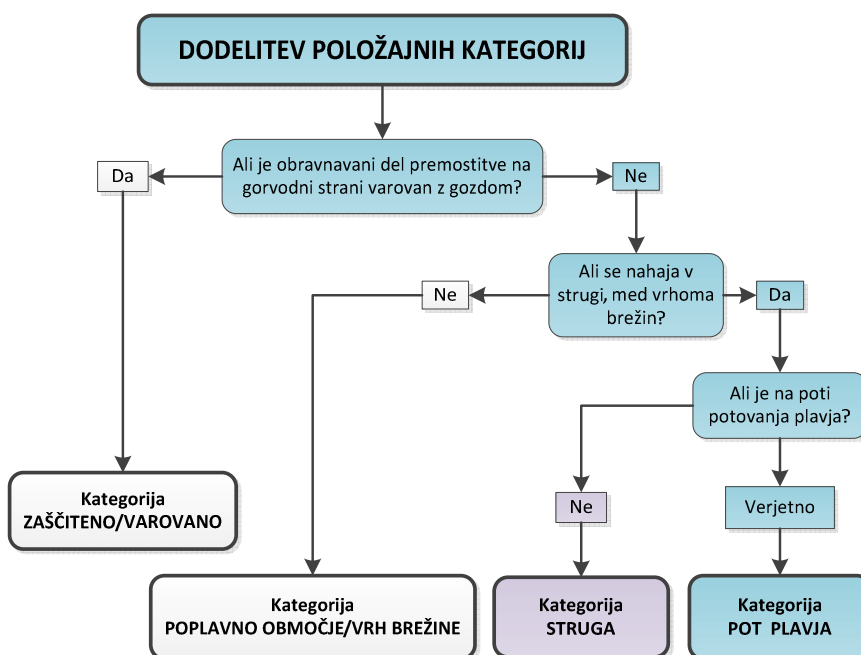 DODELITEV POLOŽAJNIH KATEGORIJ
Ali je obravnavani del premostitve na
gorvodni strani varovan z gozdom?
Da
Ne
Ali se nahaja v
strugi, med vrhoma
brežin?
Ne
Da
Ali je na poti
potovanja plavja?
Ne
Verjetno
Kategorija
ZAŠČITENO/VAROVANO
Kategorija
POPLAVNO OBMOČJE/VRH BREŽINE
Kategorija
STRUGA
Kategorija
POT PLAVJA